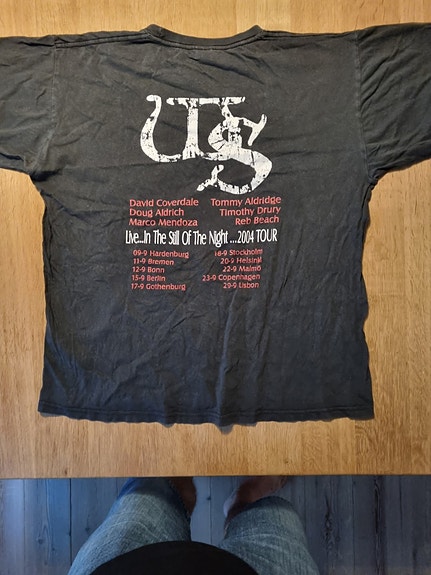 WS
David Coverdale Tommy Aldridge
Doug Aldrich Timothy Drury
Marco Mendoza Reb Beach
Live...In The Still Of The Night ...2004 TOUR
09-9 Hardenburg 18-9 Stockholm
11-9 Bremen 20-9 Helsinki
12-9 Bonn 22-9 Malmö
15-9 Berlin 23-9 Copenhagen
17-9 Gothenburg 29-9 Lisbon